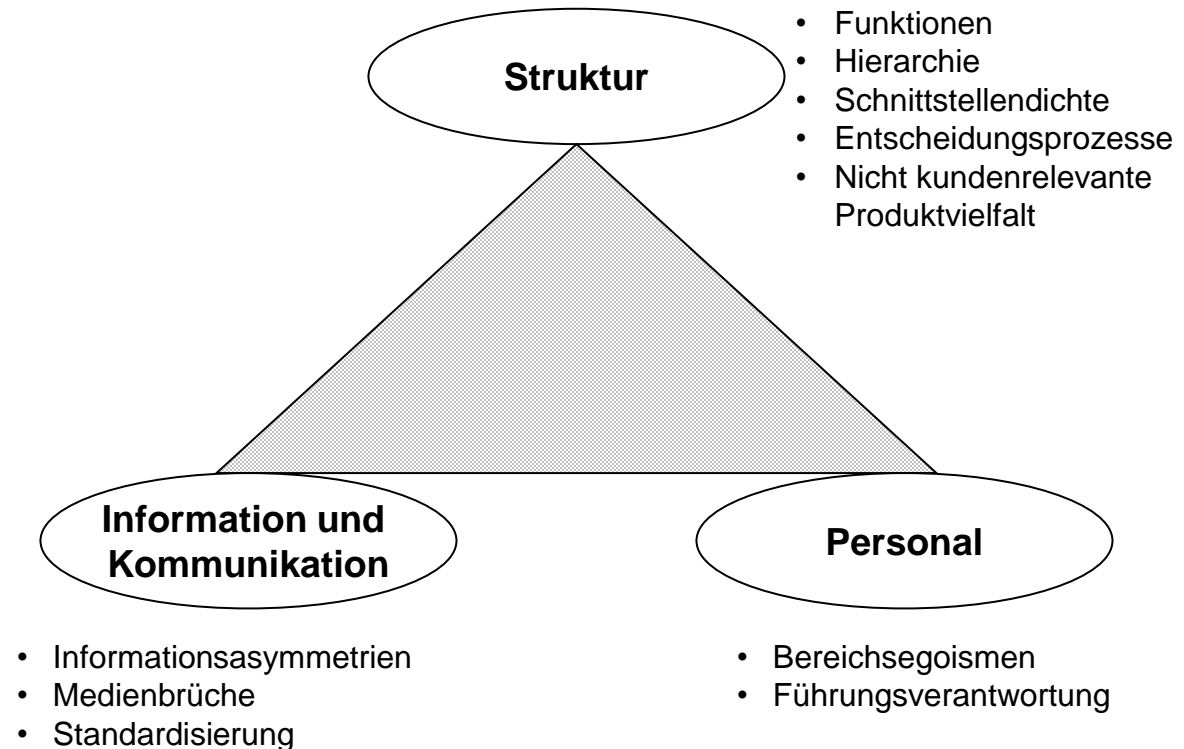 Struktur
• Funktionen
• Hierarchie
• Schnittstellendichte
• Entscheidungsprozesse
• Nicht kundenrelevante
Produktvielfalt
Information und
Kommunikation
• Informationsasymmetrien
• Medienbrüche
• Standardisierung
Personal
• Bereichsegoismen
• Führungsverantwortung